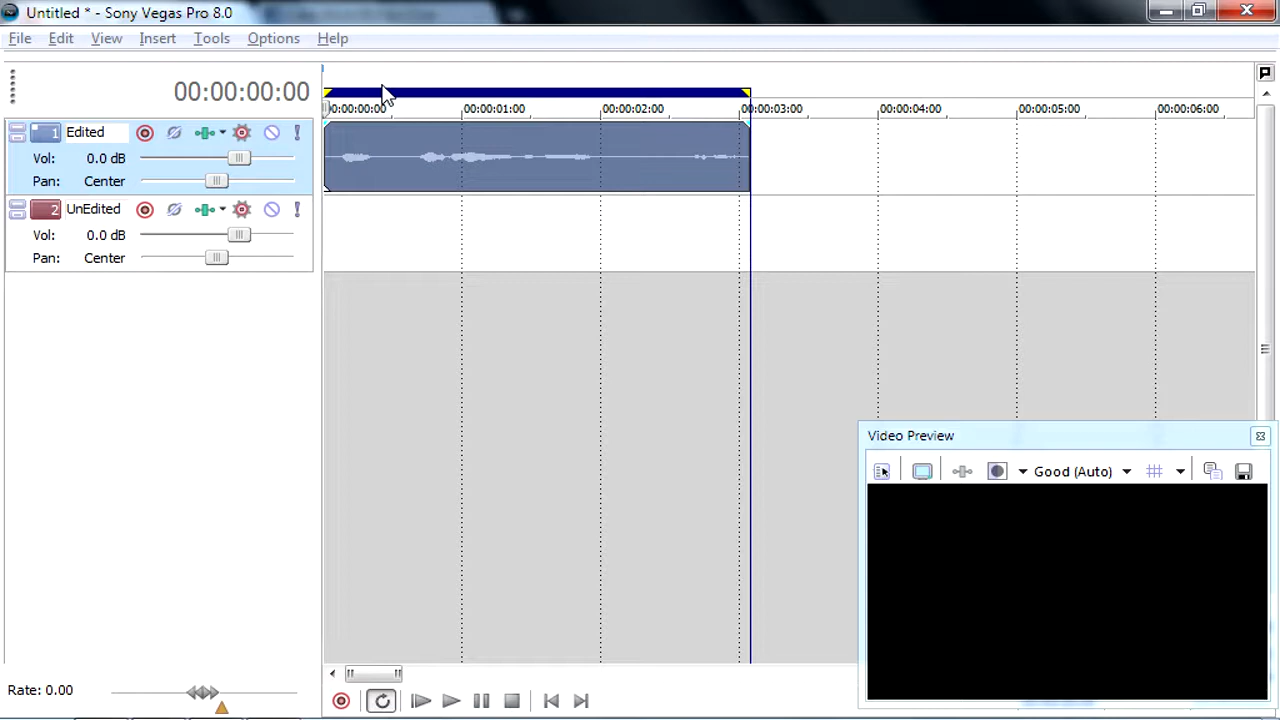 Untitled * - Sony Vegas Pro 8.0
File Edit View Insert Tools Options Help
00:00:00:00
00:00:00 00:00:01:00 00:00:02:00 00:00:03:00 00:00:04:00 00:00:05:00 00:00:06:00
1 Edited
Vol: 0.0 dB
Pan: Center
2 UnEdited
Vol: 0.0 dB
Pan: Center
Video Preview
Good (Auto)
Rate: 0.00